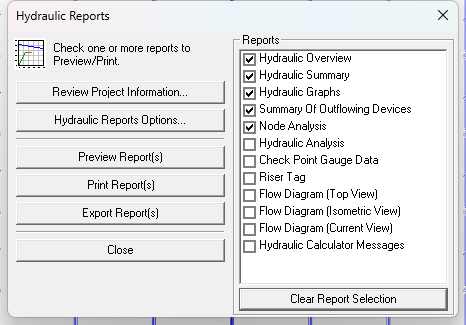 Hydraulic Reports
Check one or more reports to
Preview/Print.
Review Project Information...
Hydraulic Reports Options...
Preview Report(s)
Print Report(s)
Export Report(s)
Close
Reports
Hydraulic Overview
Hydraulic Summary
Hydraulic Graphs
Summary Of Outflowing Devices
Node Analysis
Hydraulic Analysis
Check Point Gauge Data
Riser Tag
Flow Diagram (Top View)
Flow Diagram (Isometric View)
Flow Diagram (Current View)
Hydraulic Calculator Messages
Clear Report Selection